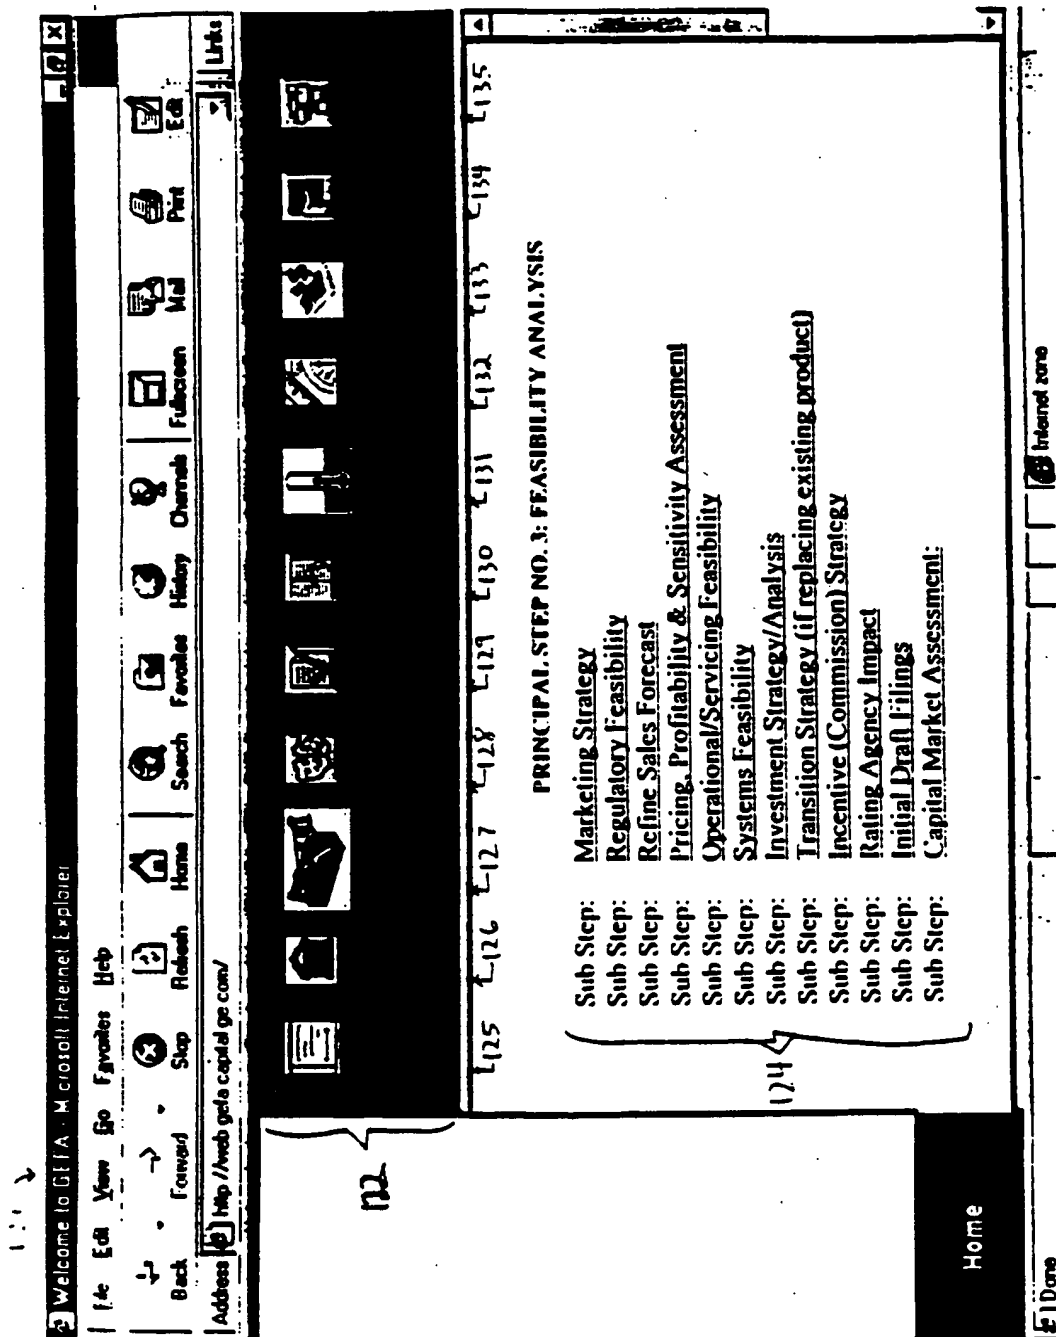 Welcome to GEFA - Microsoft Internet Explorer
File Edit View Go Favorites Help
Back Forward Stop Refresh Home Search Favorites History Channels Fullscreen Mail Print Edit
Address http://web.gefa.capital.ge.com/ Links
122
125 126 127 128 129 130 131 132 133 134 135
PRINCIPAL STEP NO. 3: FEASIBILITY ANALYSIS
Sub Step: Marketing Strategy
Sub Step: Regulatory Feasibility
Sub Step: Refine Sales Forecast
Sub Step: Pricing, Profitability & Sensitivity Assessment
Sub Step: Operational/Servicing Feasibility
Sub Step: Systems Feasibility
Sub Step: Investment Strategy/Analysis
Sub Step: Transition Strategy (if replacing existing product)
Sub Step: Incentive (Commission) Strategy
Sub Step: Rating Agency Impact
Sub Step: Initial Draft Filings
Sub Step: Capital Market Assessment:
124
Home
Done Internet zone